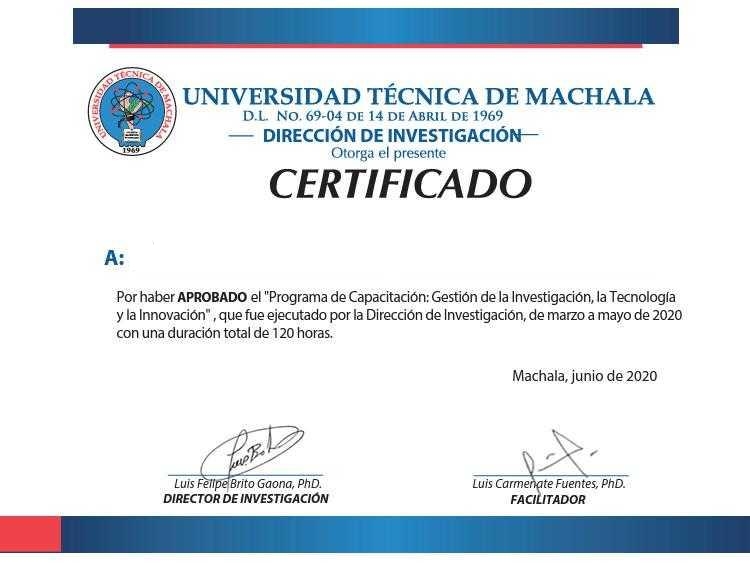 UNIVERSIDAD TÉCNICA DE MACHALA
UNIVERSIDAD TÉCNICA DE MACHALA
D.L. NO. 69-04 DE 14 DE ABRIL DE 1969
DIRECCIÓN DE INVESTIGACIÓN
Otorga el presente
1969
CERTIFICADO
A:
Por haber APROBADO el "Programa de Capacitación: Gestión de la Investigación, la Tecnología
y la Innovación" , que fue ejecutado por la Dirección de Investigación, de marzo a mayo de 2020
con una duración total de 120 horas.
Machala, junio de 2020
Luis Felipe Brito Gaona, PhD.
DIRECTOR DE INVESTIGACIÓN
Luis Carmenate Fuentes, PhD.
FACILITADOR